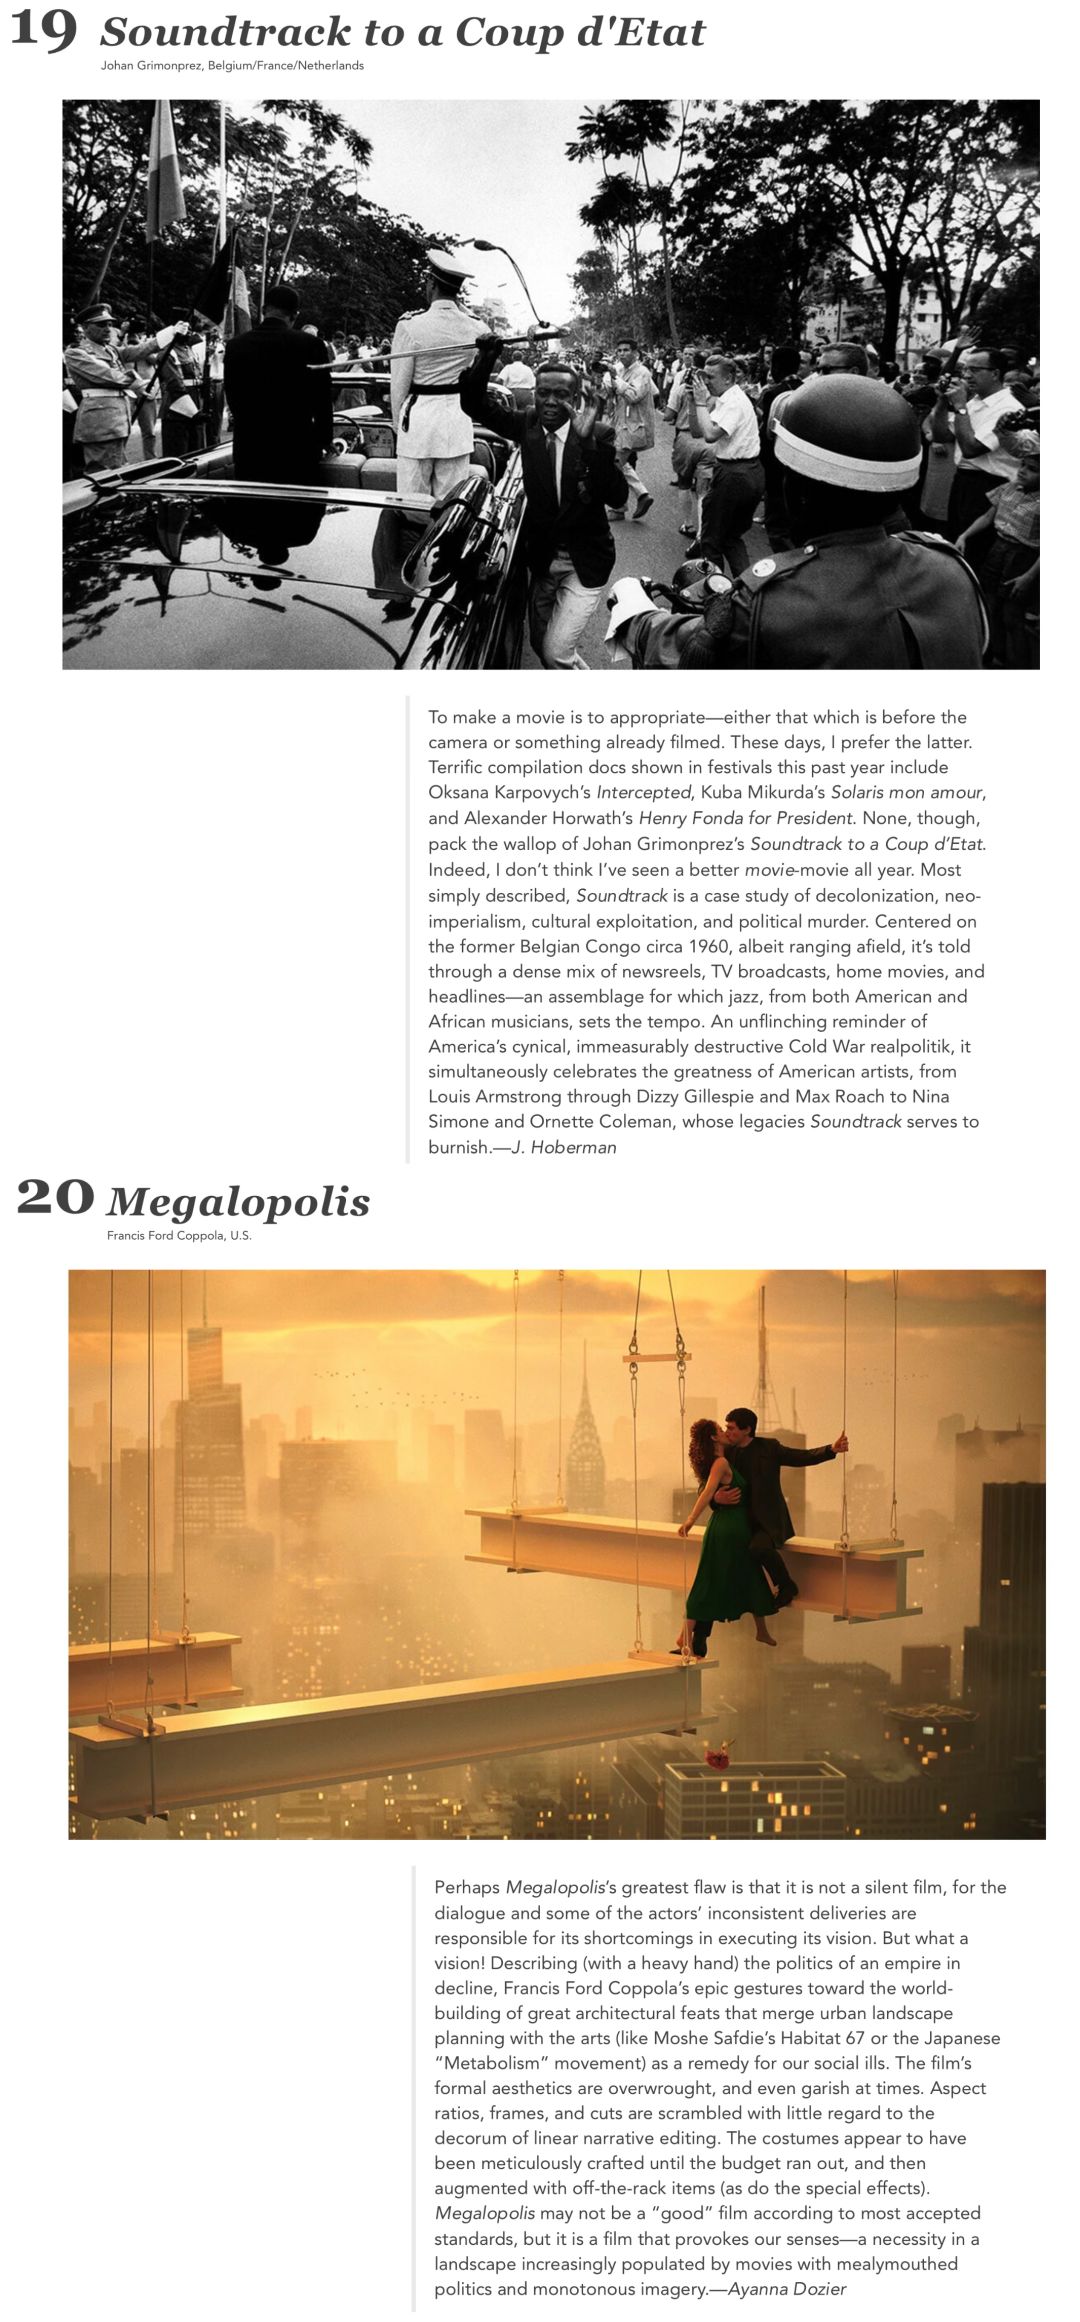 19 Soundtrack to a Coup d'Etat
Johan Grimonprez, Belgium/France/Netherlands
To make a movie is to appropriate—either that which is before the
camera or something already filmed. These days, I prefer the latter.
Terrific compilation docs shown in festivals this past year include
Oksana Karpovych’s Intercepted, Kuba Mikurda’s Solaris mon amour,
and Alexander Horwath’s Henry Fonda for President. None, though,
pack the wallop of Johan Grimonprez’s Soundtrack to a Coup d’Etat.
Indeed, I don’t think I’ve seen a better movie-movie all year. Most
simply described, Soundtrack is a case study of decolonization, neo-
imperialism, cultural exploitation, and political murder. Centered on
the former Belgian Congo circa 1960, albeit ranging afield, it’s told
through a dense mix of newsreels, TV broadcasts, home movies, and
headlines—an assemblage for which jazz, from both American and
African musicians, sets the tempo. An unflinching reminder of
America’s cynical, immeasurably destructive Cold War realpolitik, it
simultaneously celebrates the greatness of American artists, from
Louis Armstrong through Dizzy Gillespie and Max Roach to Nina
Simone and Ornette Coleman, whose legacies Soundtrack serves to
burnish.—J. Hoberman
20 Megalopolis
Francis Ford Coppola, U.S.
Perhaps Megalopolis’s greatest flaw is that it is not a silent film, for the
dialogue and some of the actors’ inconsistent deliveries are
responsible for its shortcomings in executing its vision. But what a
vision! Describing (with a heavy hand) the politics of an empire in
decline, Francis Ford Coppola’s epic gestures toward the world-
building of great architectural feats that merge urban landscape
planning with the arts (like Moshe Safdie’s Habitat 67 or the Japanese
“Metabolism” movement) as a remedy for our social ills. The film’s
formal aesthetics are overwrought, and even garish at times. Aspect
ratios, frames, and cuts are scrambled with little regard to the
decorum of linear narrative editing. The costumes appear to have
been meticulously crafted until the budget ran out, and then
augmented with off-the-rack items (as do the special effects).
Megalopolis may not be a “good” film according to most accepted
standards, but it is a film that provokes our senses—a necessity in a
landscape increasingly populated by movies with mealymouthed
politics and monotonous imagery.—Ayanna Dozier